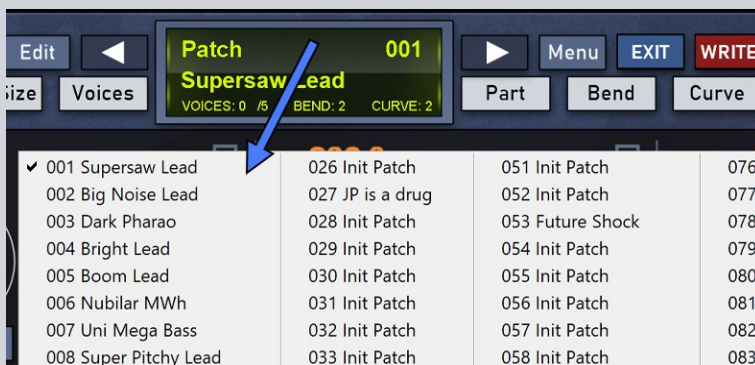 Edit ◀ Patch 001 ▶ Menu EXIT WRITE
Supersaw Lead
Voices Part Bend Curve
VOICES: 0 /5 BEND: 2 CURVE: 2
✔ 001 Supersaw Lead 026 Init Patch 051 Init Patch 076
002 Big Noise Lead 027 JP is a drug 052 Init Patch 077
003 Dark Pharao 028 Init Patch 053 Future Shock 078
004 Bright Lead 029 Init Patch 054 Init Patch 079
005 Boom Lead 030 Init Patch 055 Init Patch 080
006 Nubilar MWh 031 Init Patch 056 Init Patch 081
007 Uni Mega Bass 032 Init Patch 057 Init Patch 082
008 Super Pitchy Lead 033 Init Patch 058 Init Patch 083